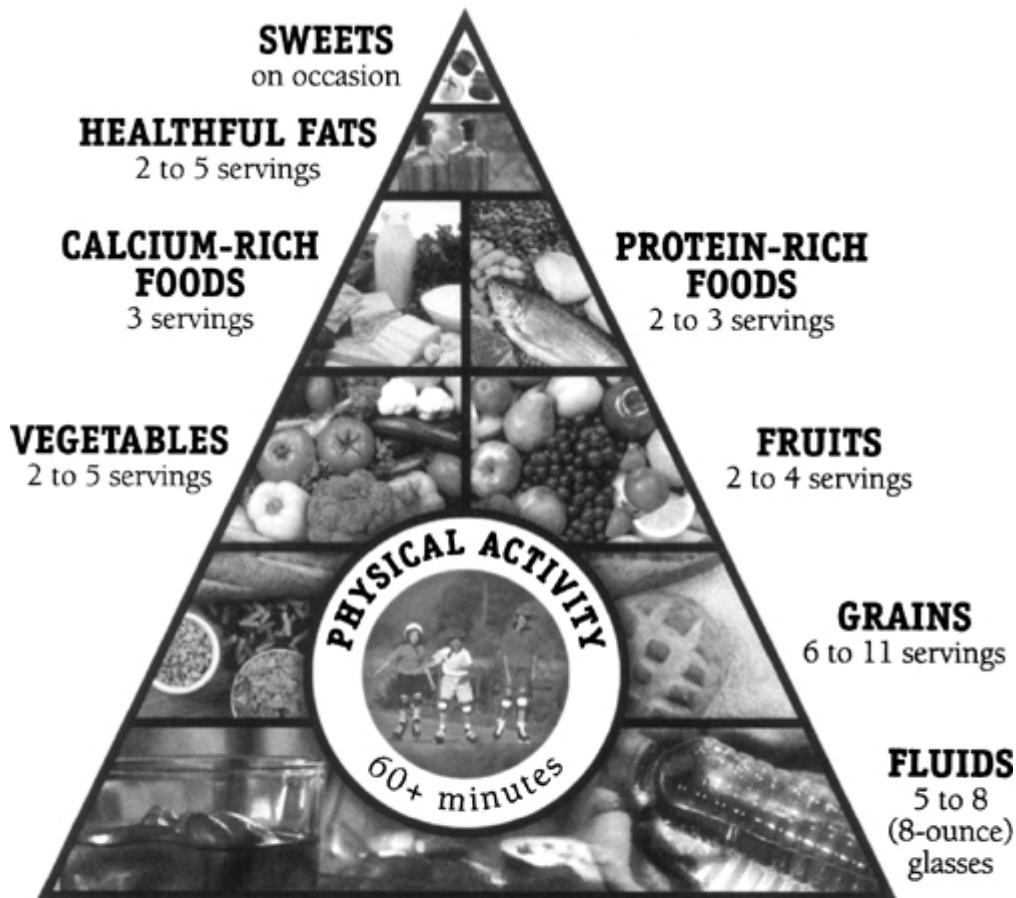 SWEETS
on occasion
HEALTHFUL FATS
2 to 5 servings
CALCIUM-RICH
FOODS
3 servings
PROTEIN-RICH
FOODS
2 to 3 servings
VEGETABLES
2 to 5 servings
FRUITS
2 to 4 servings
PHYSICAL ACTIVITY
60+ minutes
GRAINS
6 to 11 servings
FLUIDS
5 to 8
(8-ounce)
glasses